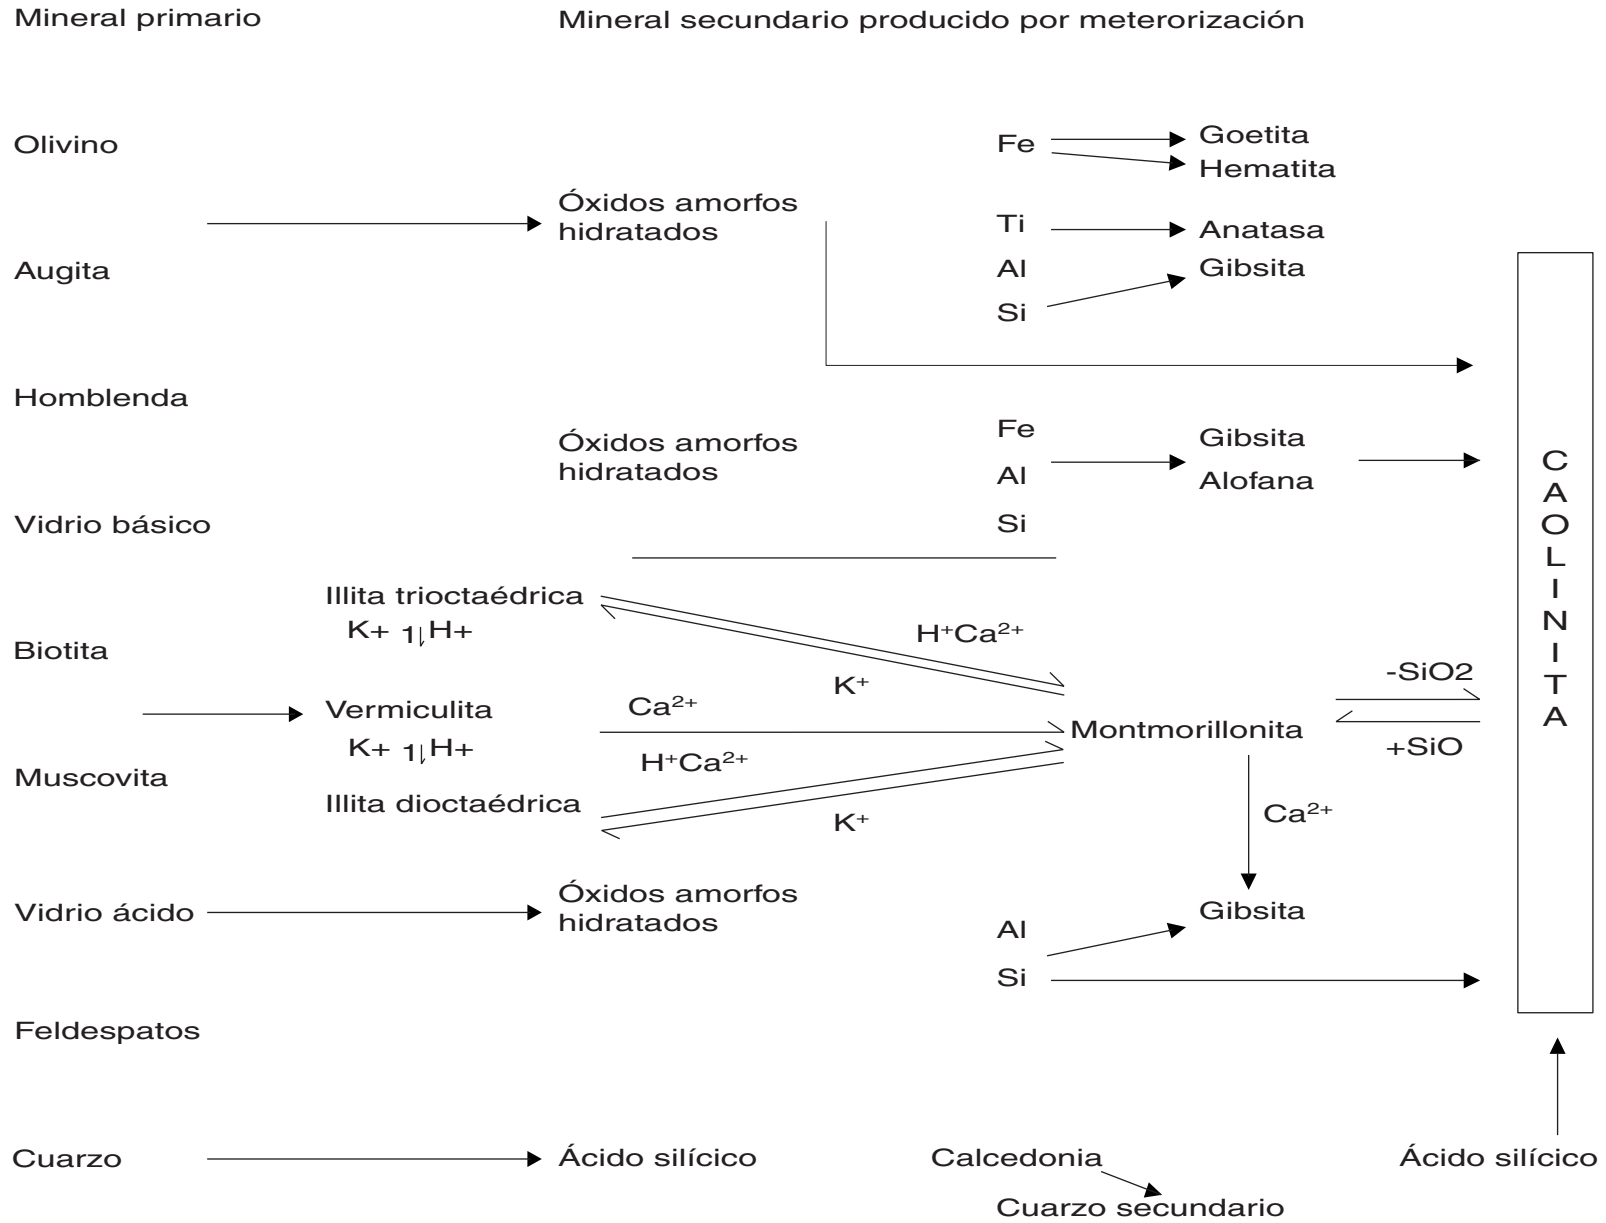 Mineral primario
Mineral secundario producido por meterorización
Olivino
Fe
Goetita
Hematita
Óxidos amorfos
hidratados
Ti
Anatasa
Augita
Al
Gibsita
Si
Homblenda
Óxidos amorfos
hidratados
Fe
Gibsita
Al
Alofana
Si
Vidrio básico
Illita trioctaédrica
K+ 1⇂H+
H⁺Ca²⁺
K⁺
Biotita
Vermiculita
Ca²⁺
K+ 1⇂H+
H⁺Ca²⁺
Montmorillonita
-SiO2
+SiO
Muscovita
Illita dioctaédrica
K⁺
Ca²⁺
Vidrio ácido
Óxidos amorfos
hidratados
Gibsita
Al
Si
Feldespatos
Cuarzo
Ácido silícico
Calcedonia
Cuarzo secundario
Ácido silícico
C
A
O
L
I
N
I
T
A